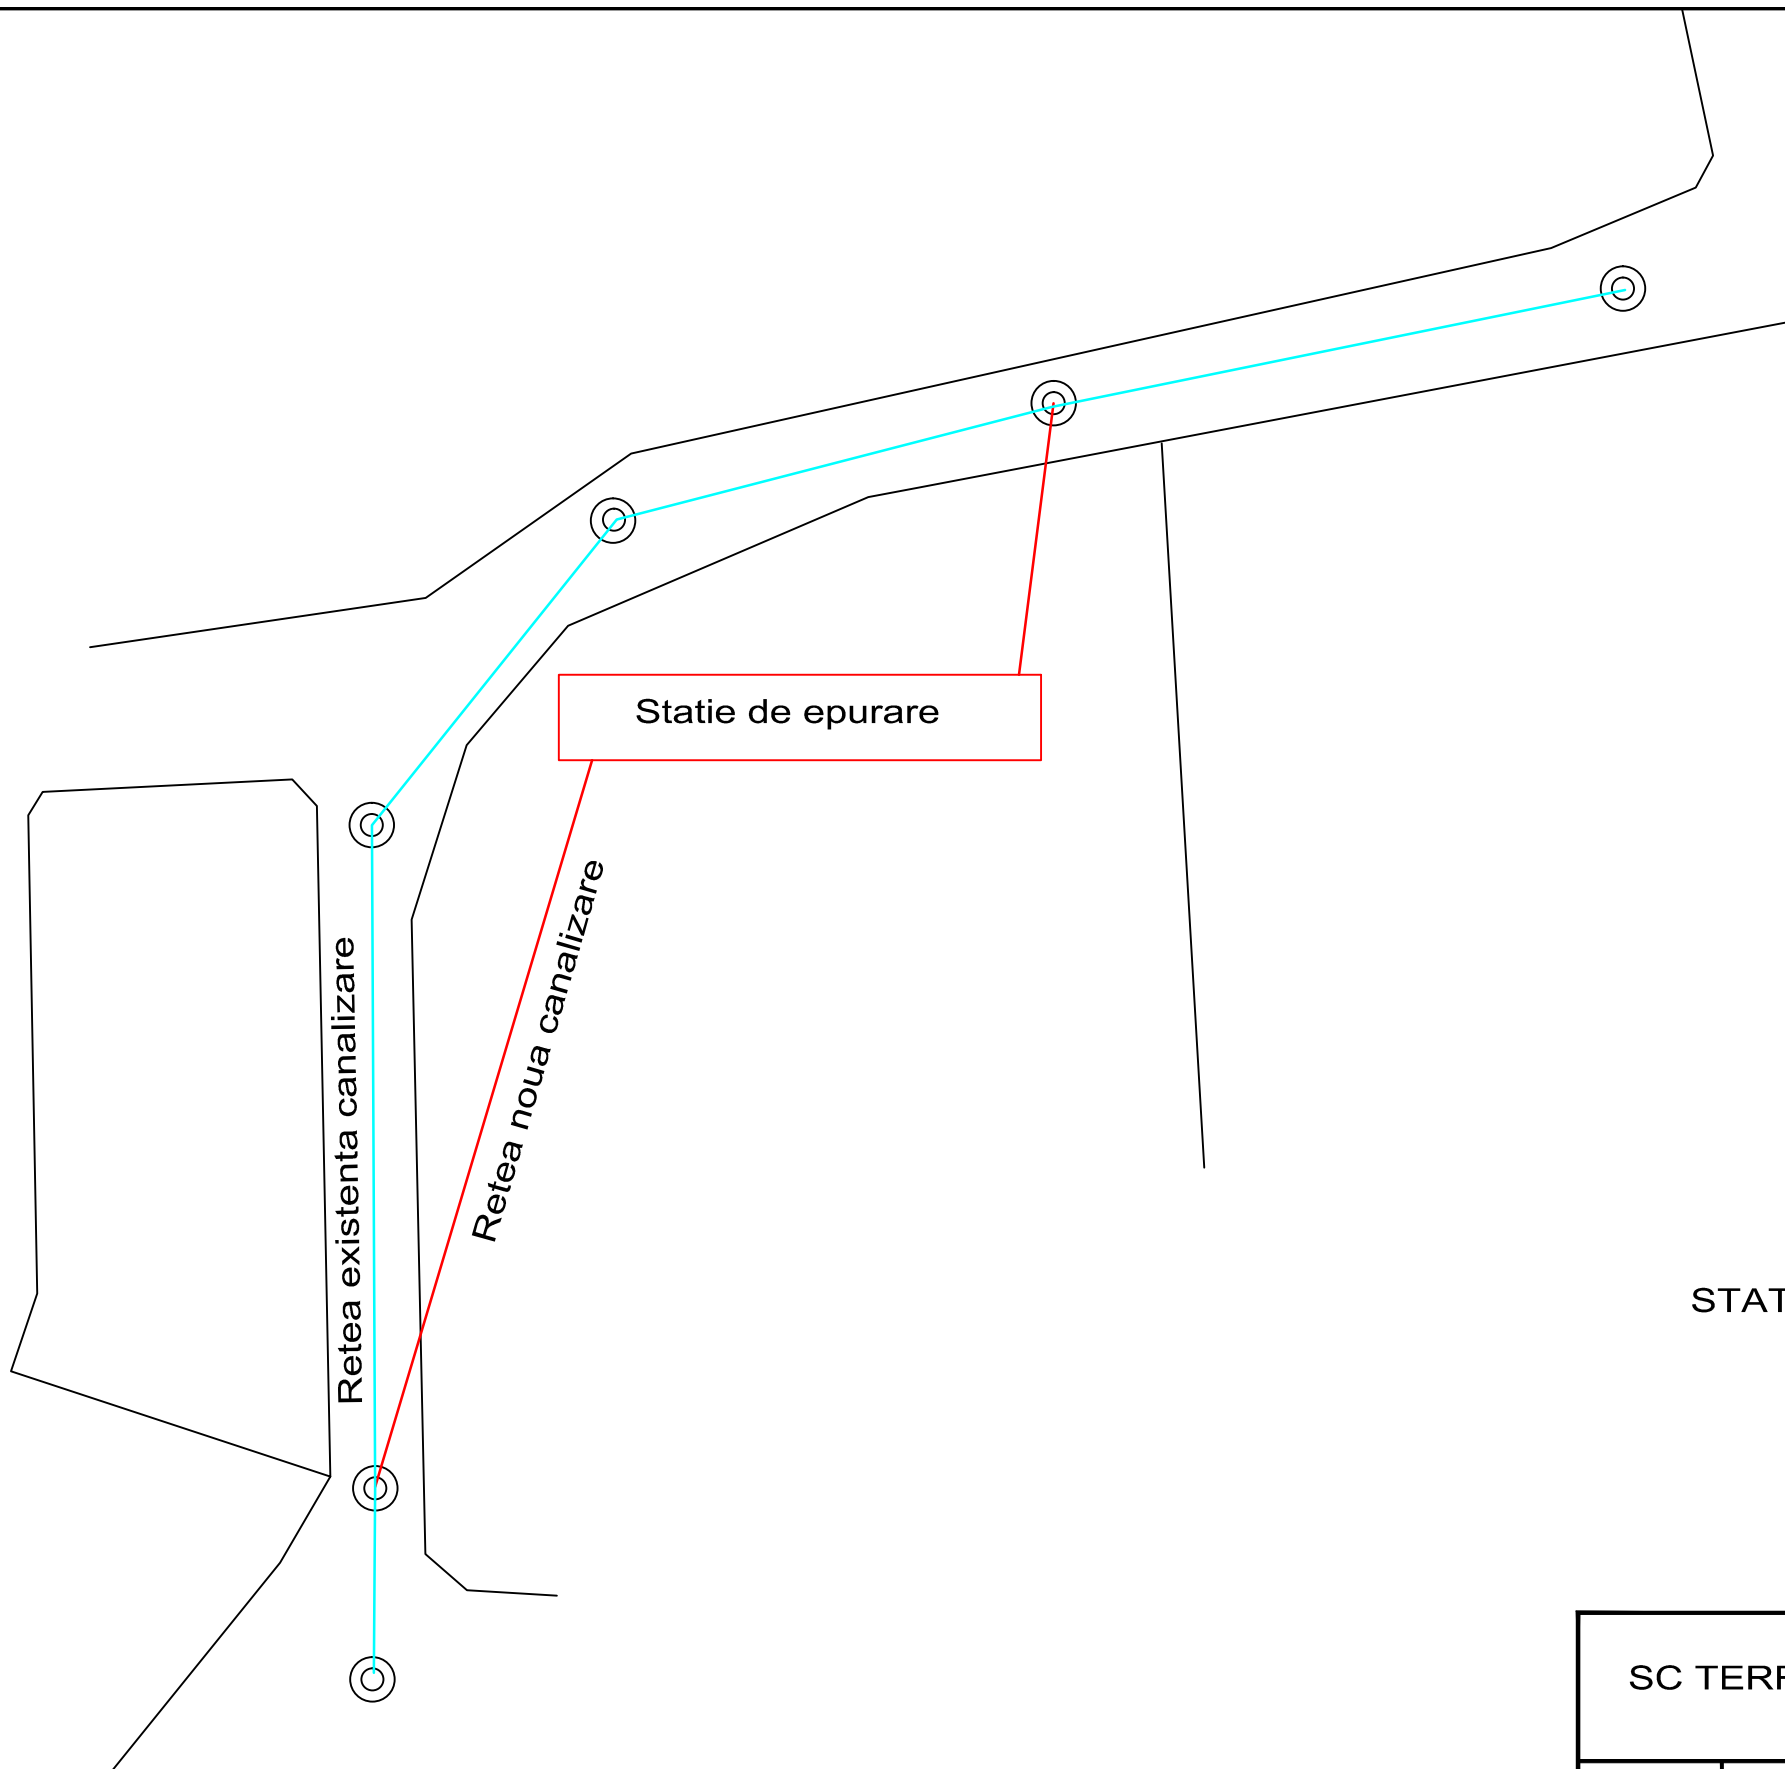 Statie de epurare
Retea noua canalizare
Retea existenta canalizare
STAT
SC TERR